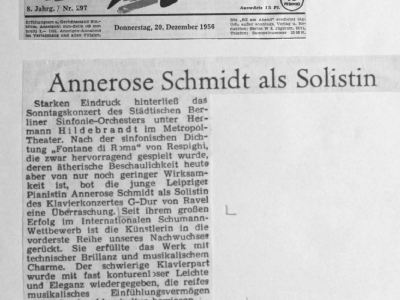 8. Jahrg. / Nr. 297
Auswärts 15 Pf.
Donnerstag, 20. Dezember 1956
Annerose Schmidt als Solistin
Starken Eindruck hinterließ das
Sonntagskonzert des Städtischen Ber-
liner Sinfonie-Orchesters unter Her-
mann Hildebrandt im Metropol-
Theater. Nach der sinfonischen Dich-
tung „Fontane di Roma" von Respighi,
die zwar hervorragend gespielt wurde,
deren ätherische Beschaulichkeit heute
aber von nur noch geringer Wirksam-
keit ist, bot die junge Leipziger
Pianistin Annerose Schmidt als Solistin
des Klavierkonzertes G-Dur von Ravel
eine Überraschung. Seit ihrem großen
Erfolg im Internationalen Schumann-
Wettbewerb ist die Künstlerin in die
vorderste Reihe unseres Nachwuchses
gerückt. Sie erfüllte das Werk mit
technischer Brillanz und musikalischem
Charme. Der schwierige Klavierpart
wurde mit fast konturenloser Leichte
und Eleganz wiedergegeben, die reifes
musikalisches Einfühlungsvermögen